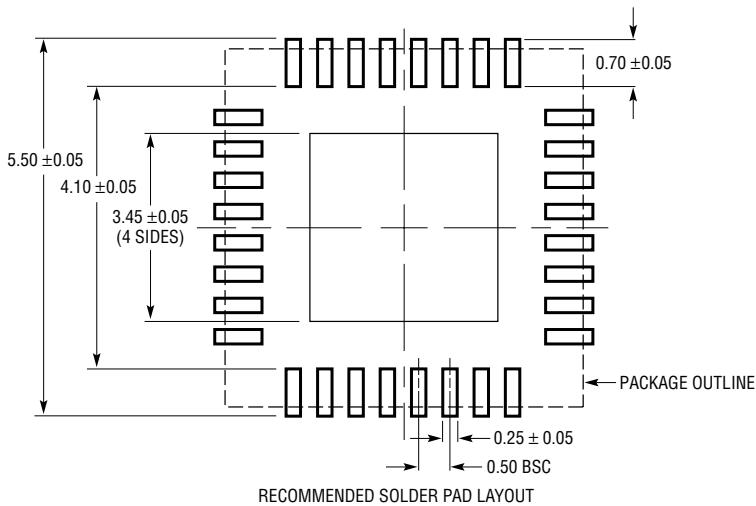 0.70 ±0.05
5.50 ±0.05
4.10 ±0.05
3.45 ±0.05
(4 SIDES)
PACKAGE OUTLINE
0.25 ± 0.05
0.50 BSC
RECOMMENDED SOLDER PAD LAYOUT